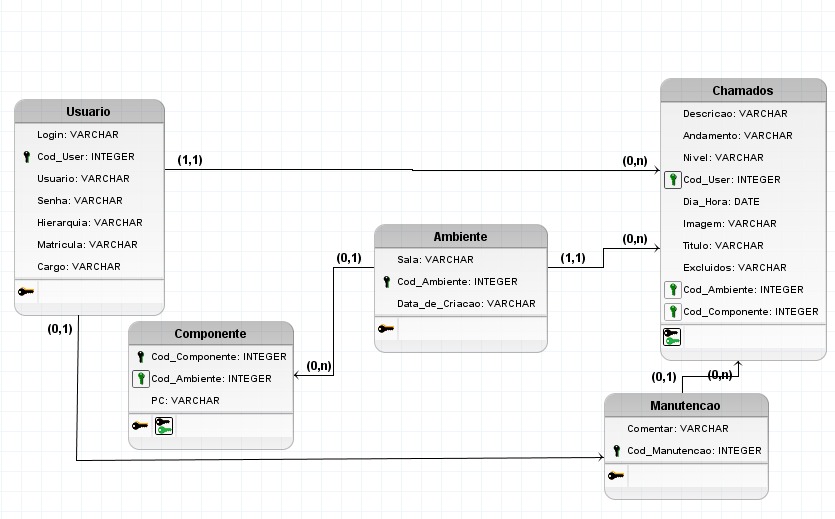 Usuario
Login: VARCHAR
Cod_User: INTEGER
Usuario: VARCHAR
Senha: VARCHAR
Hierarquia: VARCHAR
Matricula: VARCHAR
Cargo: VARCHAR
(1,1)
(0,n)
(0,1)
Chamados
Descricao: VARCHAR
Andamento: VARCHAR
Nivel: VARCHAR
Cod_User: INTEGER
Dia_Hora: DATE
Imagem: VARCHAR
Titulo: VARCHAR
Excluidos: VARCHAR
Cod_Ambiente: INTEGER
Cod_Componente: INTEGER
Ambiente
Sala: VARCHAR
Cod_Ambiente: INTEGER
Data_de_Criacao: VARCHAR
(0,1)
(1,1)
(0,n)
Componente
Cod_Componente: INTEGER
Cod_Ambiente: INTEGER
PC: VARCHAR
(0,n)
(0,1)
(0,n)
Manutencao
Comentar: VARCHAR
Cod_Manutencao: INTEGER